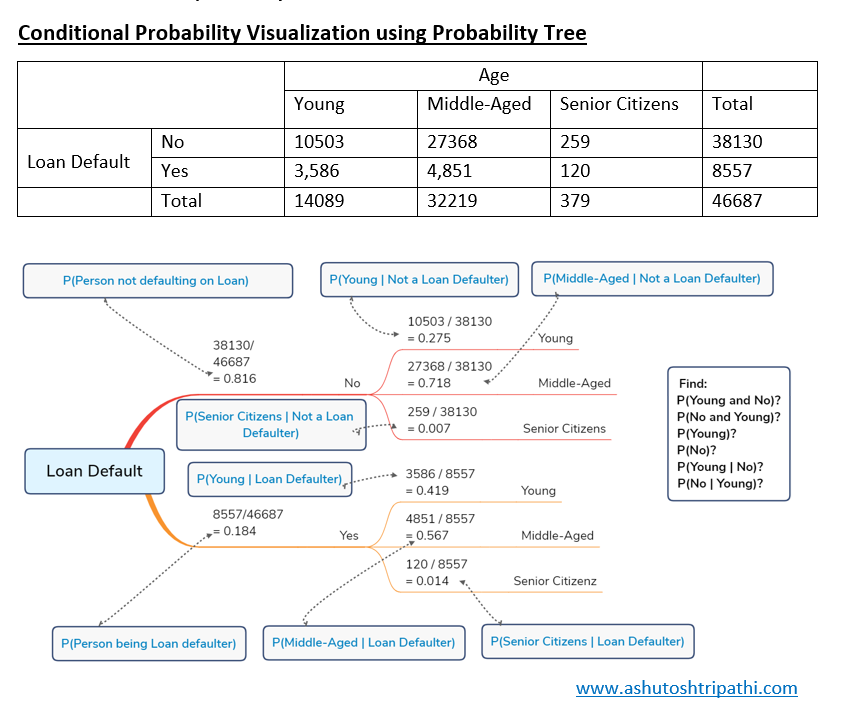 Conditional Probability Visualization using Probability Tree
Age
Young Middle-Aged Senior Citizens Total
Loan Default
No 10503 27368 259 38130
Yes 3,586 4,851 120 8557
Total 14089 32219 379 46687
P(Person not defaulting on Loan)
P(Young | Not a Loan Defaulter)
P(Middle-Aged | Not a Loan Defaulter)
38130/
46687
= 0.816
No
10503 / 38130
= 0.275
Young
27368 / 38130
= 0.718
Middle-Aged
259 / 38130
= 0.007
Senior Citizens
P(Senior Citizens | Not a Loan
Defaulter)
Loan Default
P(Young | Loan Defaulter)
8557/46687
= 0.184
Yes
3586 / 8557
= 0.419
Young
4851 / 8557
= 0.567
Middle-Aged
120 / 8557
= 0.014
Senior Citizenz
Find:
P(Young and No)?
P(No and Young)?
P(Young)?
P(No)?
P(Young | No)?
P(No | Young)?
P(Person being Loan defaulter)
P(Middle-Aged | Loan Defaulter)
P(Senior Citizens | Loan Defaulter)
www.ashutoshtripathi.com